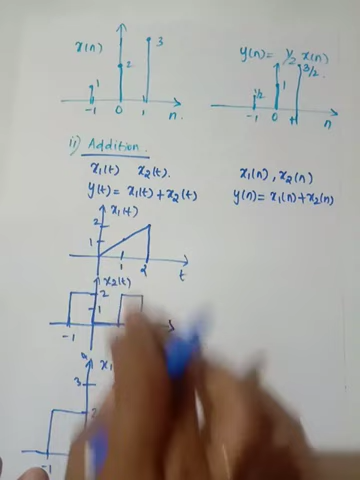 x(n) 1 2 3
-1 0 1 n
y(n) = 1/2 x(n)
1/2 1 3/2
-1 0 1 n
ii) Addition.
x₁(t) x₂(t).
y(t) = x₁(t) + x₂(t)
x₁(n), x₂(n)
y(n) = x₁(n) + x₂(n)
x₁(t)
2
1
1 2 t
x₂(t)
2
1
-1
3
2
-1